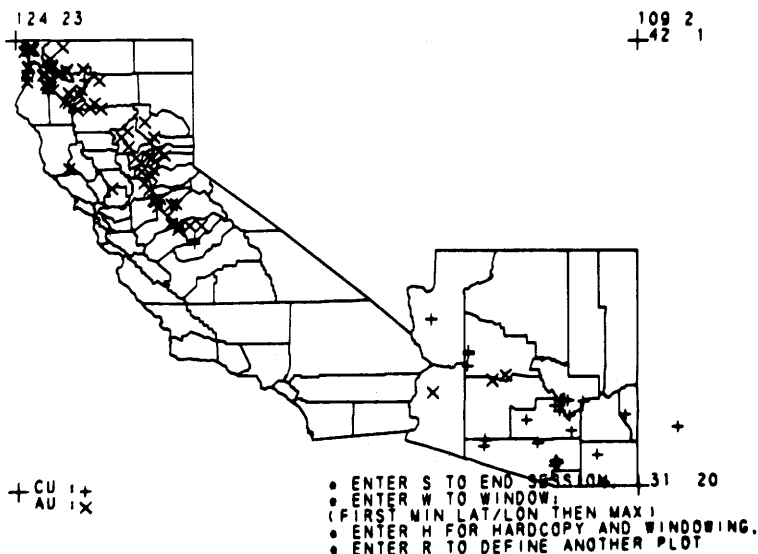 124 23
109 2
42 1
CU : +
AU : X
* ENTER S TO END SESSION. 31 20
* ENTER W TO WINDOW:
(FIRST MIN LAT/LON THEN MAX)
* ENTER H FOR HARDCOPY AND WINDOWING.
* ENTER R TO DEFINE ANOTHER PLOT